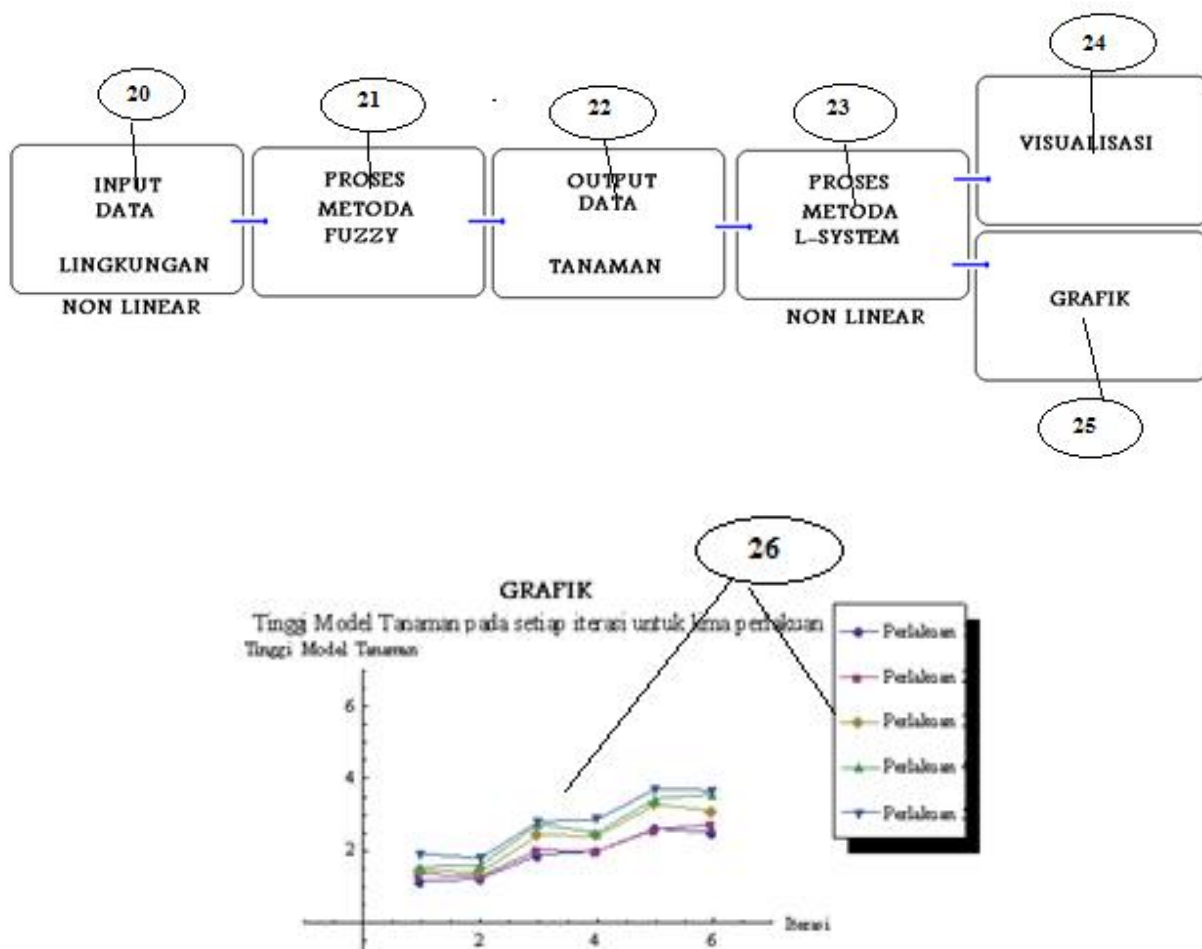 24
20
21
22
23
INPUT
DATA
LINGKUNGAN
NON LINEAR
PROSES
METODA
FUZZY
OUTPUT
DATA
TANAMAN
PROSES
METODA
L-SYSTEM
NON LINEAR
VISUALISASI
GRAFIK
25
26
GRAFIK
Tinggi Model Tanaman pada setiap iterasi untuk lima perlakuan
Tinggi Model Tanaman
Perlakuan
Perlakuan 2
Perlakuan
Perlakuan 4
Perlakuan
6
4
2
2
4
6
Iterasi